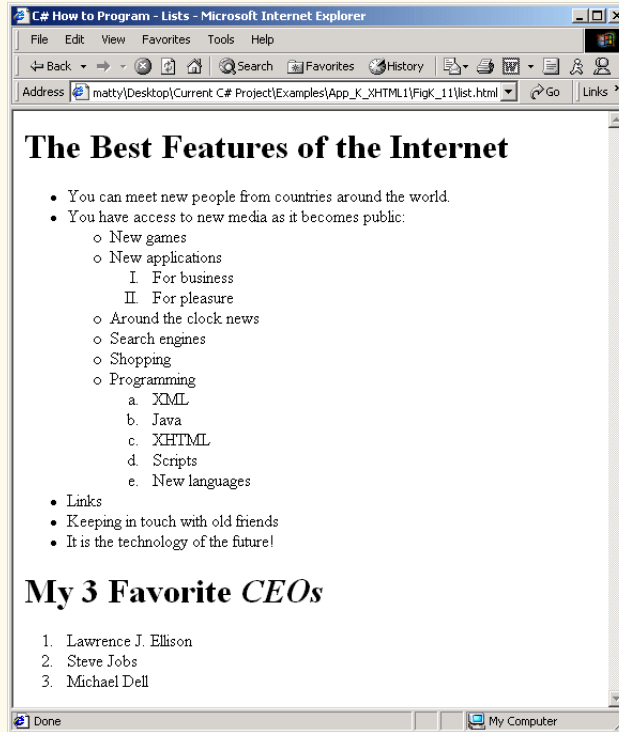 C# How to Program - Lists - Microsoft Internet Explorer
File Edit View Favorites Tools Help
Back Search Favorites History
Address matty\Desktop\Current C# Project\Examples\App_K_XHTML1\FigK_11\list.html Go Links »
The Best Features of the Internet
• You can meet new people from countries around the world.
• You have access to new media as it becomes public:
o New games
o New applications
I. For business
II. For pleasure
o Around the clock news
o Search engines
o Shopping
o Programming
a. XML
b. Java
c. XHTML
d. Scripts
e. New languages
• Links
• Keeping in touch with old friends
• It is the technology of the future!
My 3 Favorite CEOs
1. Lawrence J. Ellison
2. Steve Jobs
3. Michael Dell
Done My Computer